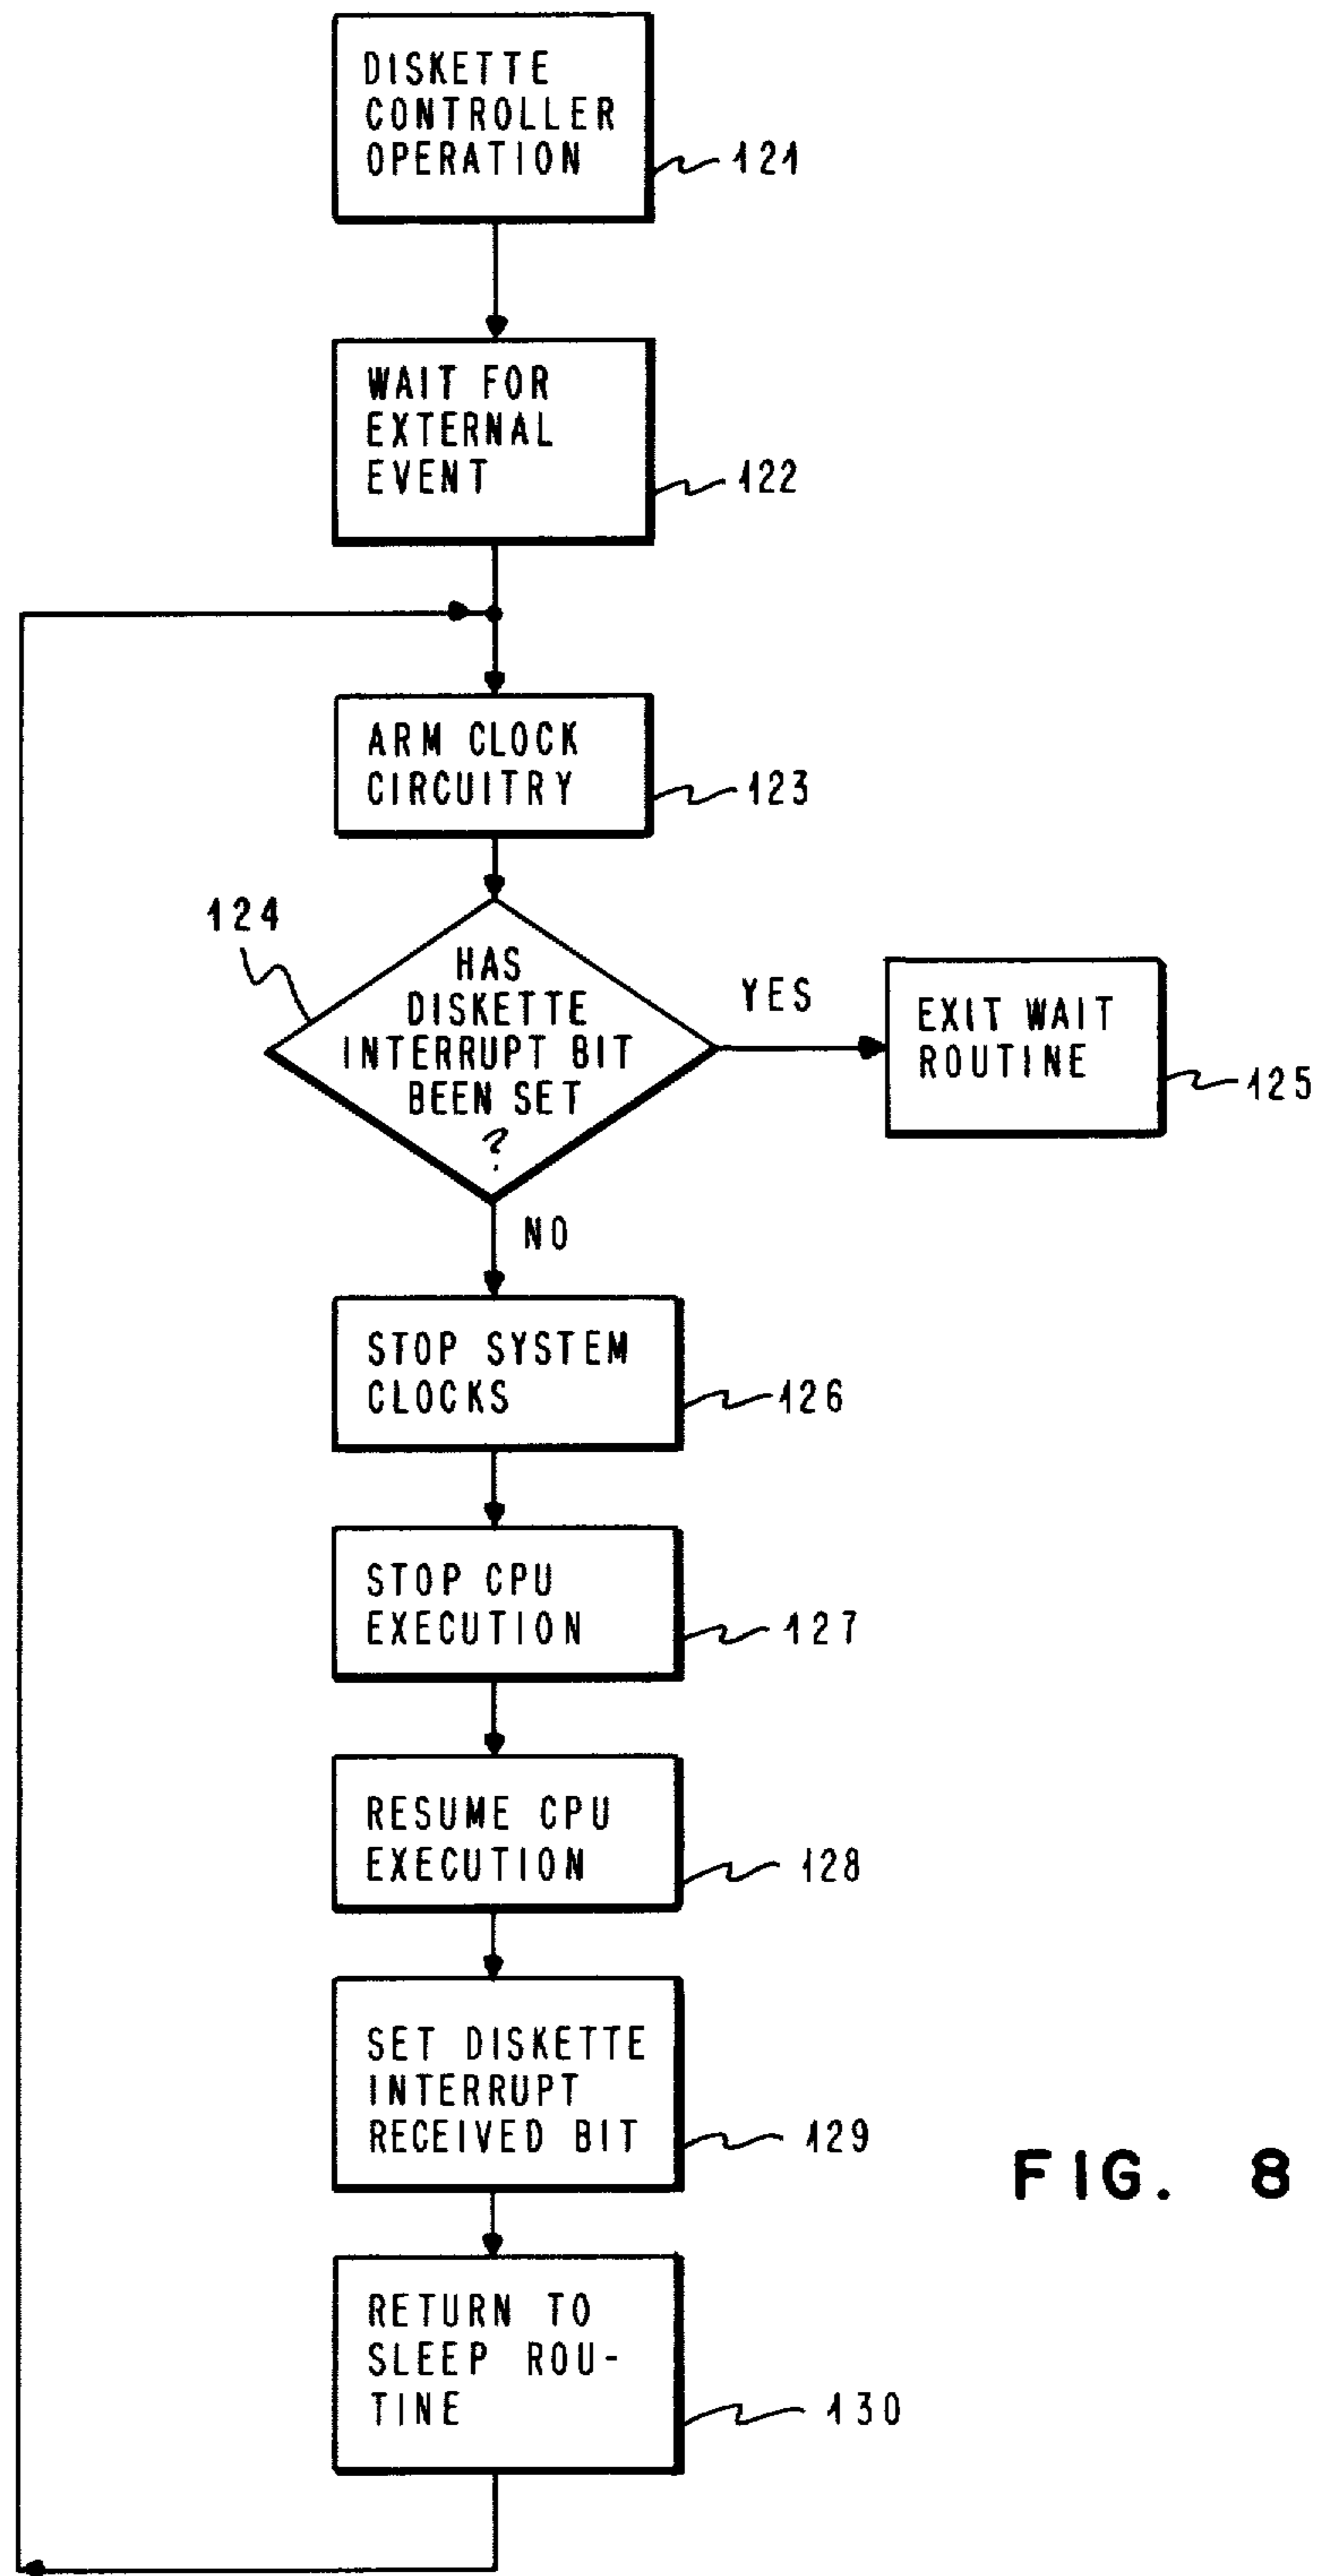 DISKETTE
CONTROLLER
OPERATION
121
WAIT FOR
EXTERNAL
EVENT
122
ARM CLOCK
CIRCUITRY
123
124
HAS
DISKETTE
INTERRUPT BIT
BEEN SET
?
YES
EXIT WAIT
ROUTINE
125
NO
STOP SYSTEM
CLOCKS
126
STOP CPU
EXECUTION
127
RESUME CPU
EXECUTION
128
SET DISKETTE
INTERRUPT
RECEIVED BIT
129
FIG. 8
RETURN TO
SLEEP ROU-
TINE
130